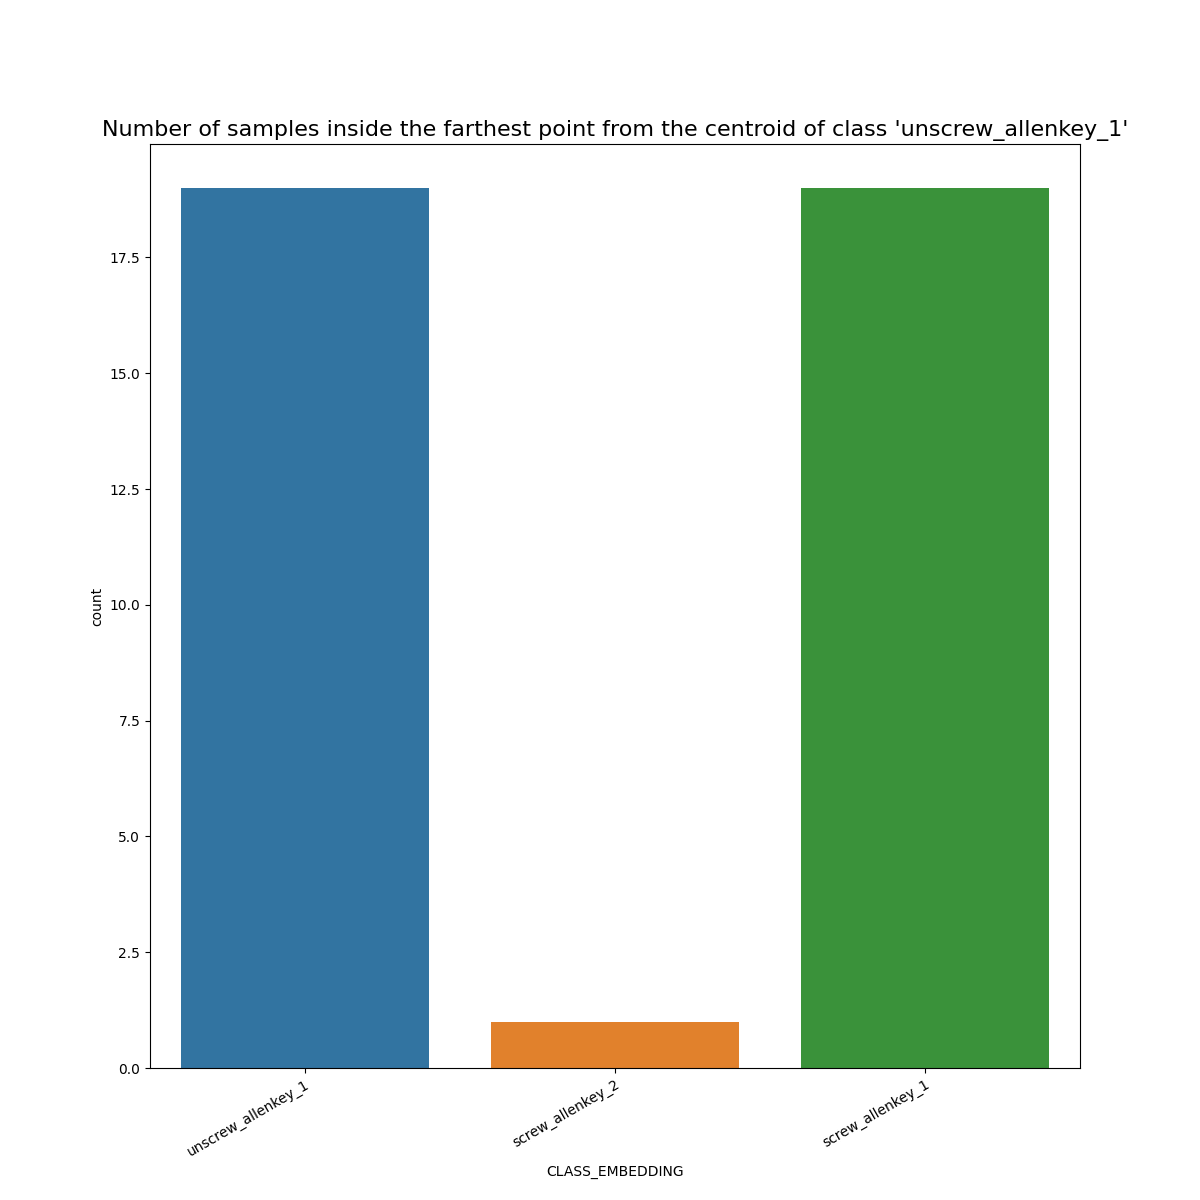 Number of samples inside the farthest point from the centroid of class 'unscrew_allenkey_1'
17.5
15.0
12.5
10.0
7.5
5.0
2.5
0.0
count
unscrew_allenkey_1
screw_allenkey_2
screw_allenkey_1
CLASS_EMBEDDING